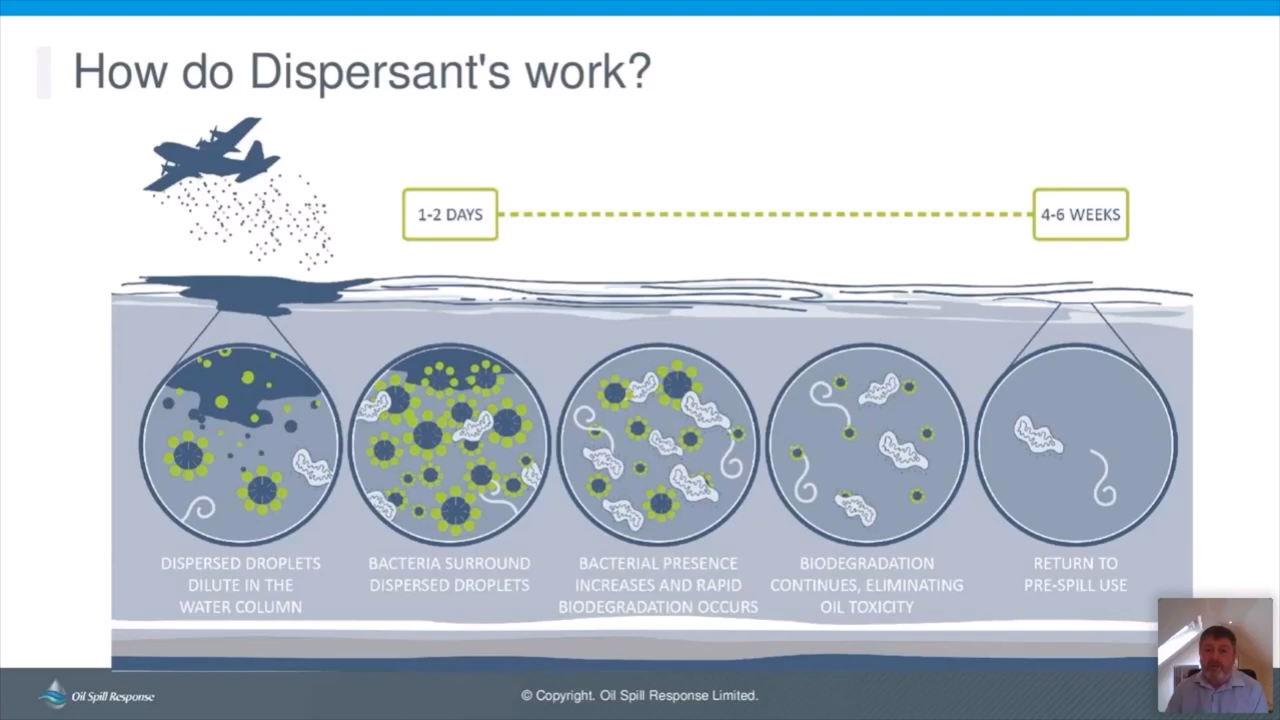 How do Dispersant's work?
1-2 DAYS
4-6 WEEKS
DISPERSED DROPLETS
DILUTE IN THE
WATER COLUMN
BACTERIA SURROUND
DISPERSED DROPLETS
BACTERIAL PRESENCE
INCREASES AND RAPID
BIODEGRADATION OCCURS
BIODEGRADATION
CONTINUES, ELIMINATING
OIL TOXICITY
RETURN TO
PRE-SPILL USE
Oil Spill Response
© Copyright. Oil Spill Response Limited.